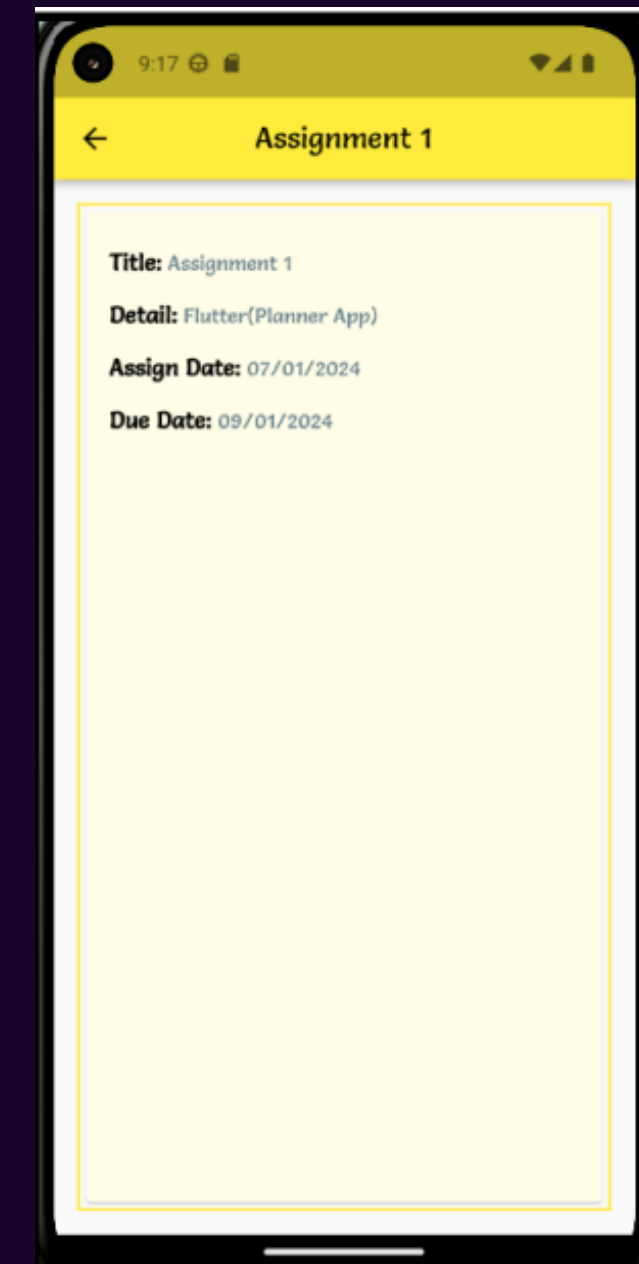 9:17
Assignment 1
Title: Assignment 1
Detail: Flutter(Planner App)
Assign Date: 07/01/2024
Due Date: 09/01/2024